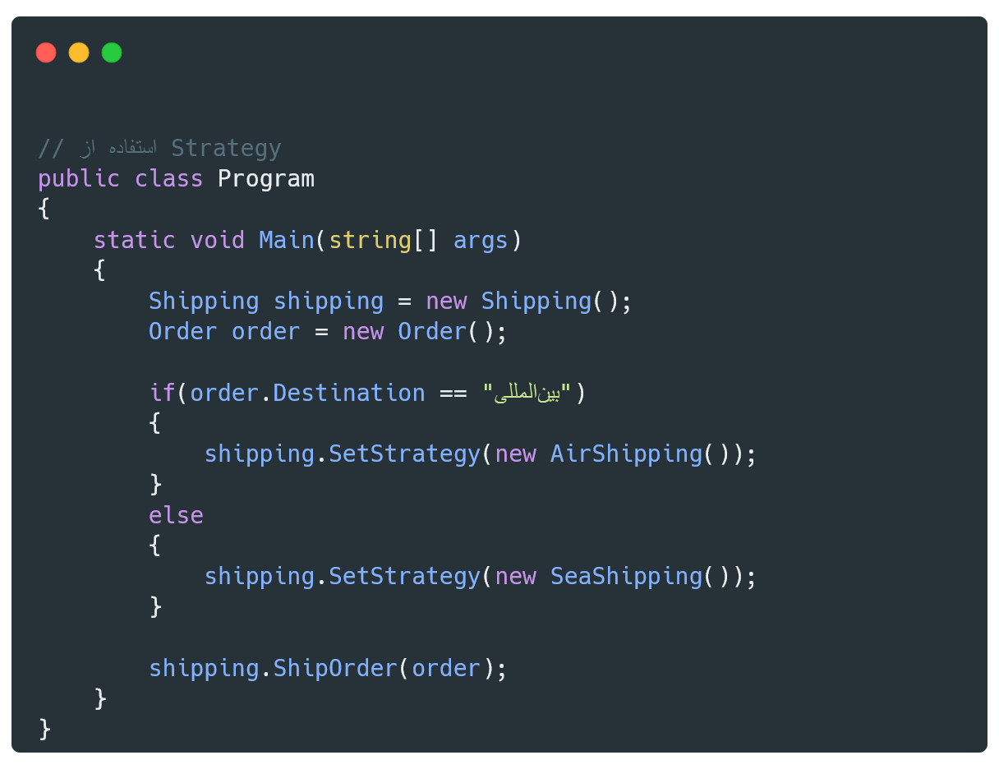 // استفاده از Strategy
public class Program
{
    static void Main(string[] args)
    {
        Shipping shipping = new Shipping();
        Order order = new Order();

        if(order.Destination == "بین‌المللی")
        {
            shipping.SetStrategy(new AirShipping());
        }
        else
        {
            shipping.SetStrategy(new SeaShipping());
        }

        shipping.ShipOrder(order);
    }
}